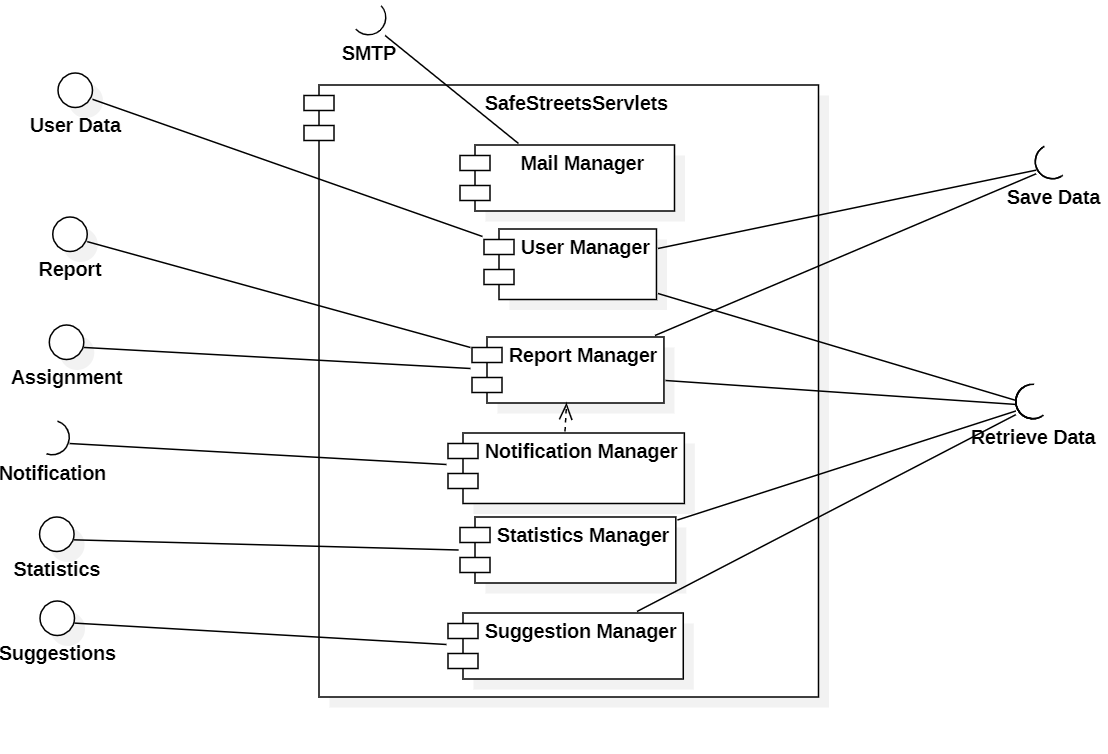 SMTP
SafeStreetsServlets
User Data
Mail Manager
Save Data
User Manager
Report
Report Manager
Assignment
Retrieve Data
Notification Manager
Notification
Statistics Manager
Statistics
Suggestion Manager
Suggestions